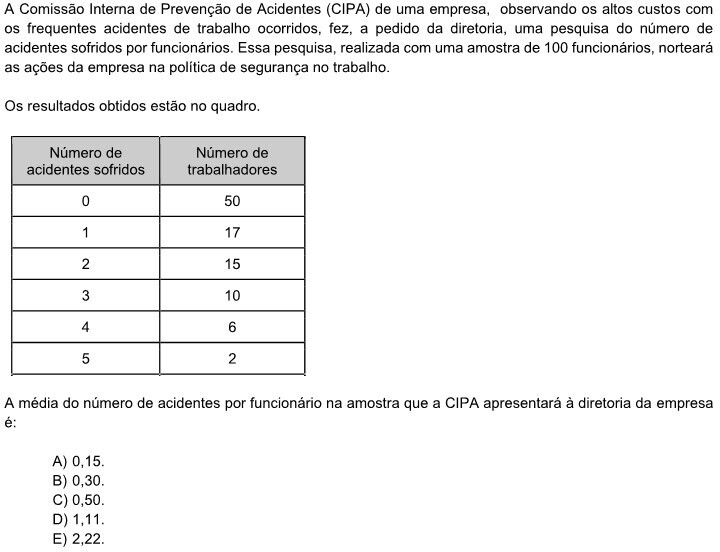 A Comissão Interna de Prevenção de Acidentes (CIPA) de uma empresa, observando os altos custos com
os frequentes acidentes de trabalho ocorridos, fez, a pedido da diretoria, uma pesquisa do número de
acidentes sofridos por funcionários. Essa pesquisa, realizada com uma amostra de 100 funcionários, norteará
as ações da empresa na política de segurança no trabalho.
Os resultados obtidos estão no quadro.
Número de acidentes sofridos Número de trabalhadores
0 50
1 17
2 15
3 10
4 6
5 2
A média do número de acidentes por funcionário na amostra que a CIPA apresentará à diretoria da empresa
é:
A) 0,15.
B) 0,30.
C) 0,50.
D) 1,11.
E) 2,22.